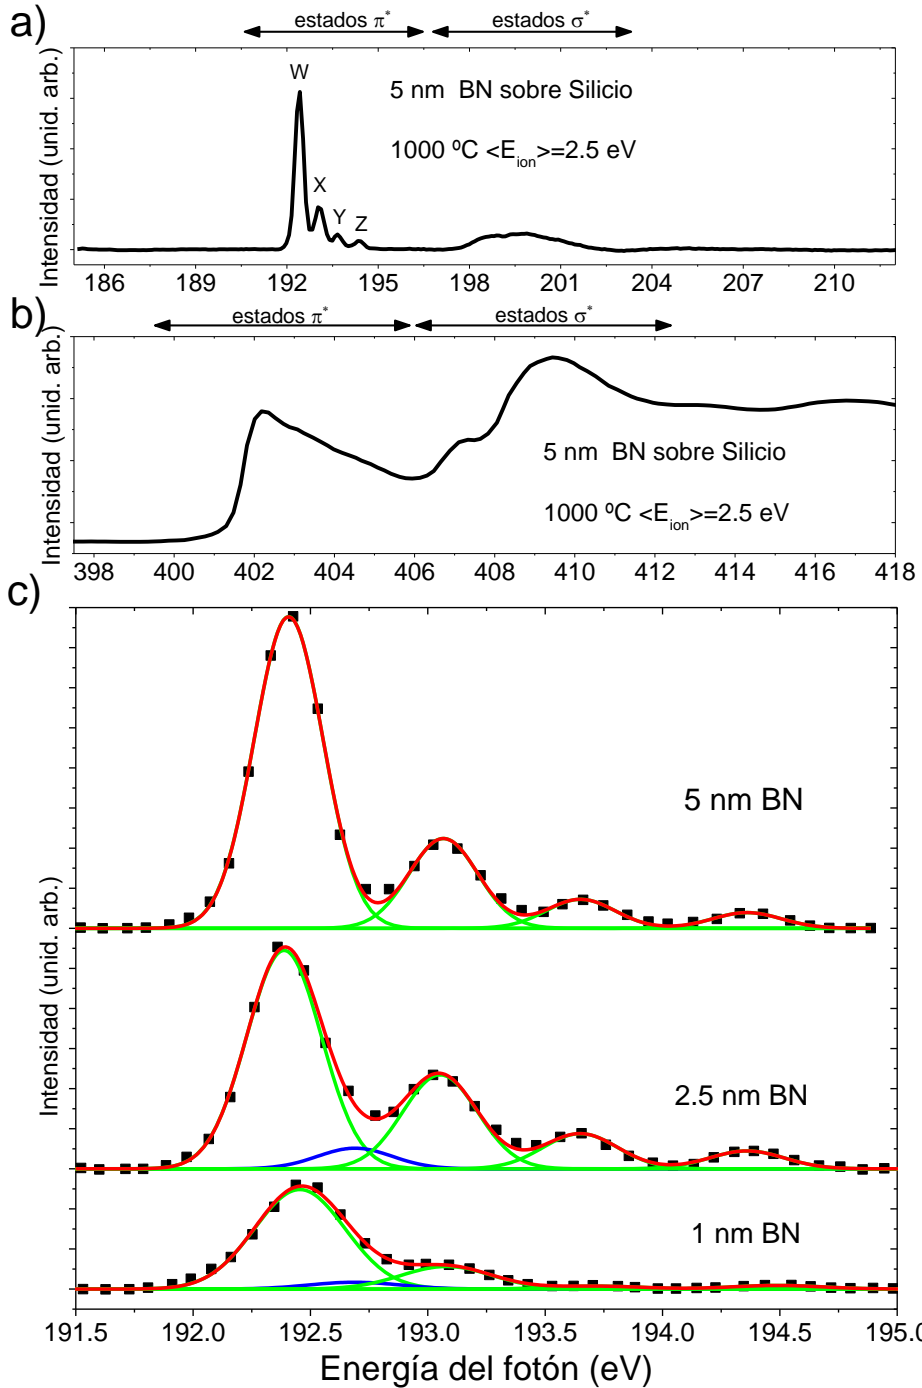 a)
estados π*
estados σ*
Intensidad (unid. arb.)
W
X
Y
Z
5 nm  BN sobre Silicio
1000 ºC <E_ion>=2.5 eV
186 189 192 195 198 201 204 207 210
b)
estados π*
estados σ*
Intensidad (unid. arb.)
5 nm  BN sobre Silicio
1000 ºC <E_ion>=2.5 eV
398 400 402 404 406 408 410 412 414 416 418
c)
Intensidad (unid. arb.)
5 nm BN
2.5 nm BN
1 nm BN
191.5 192.0 192.5 193.0 193.5 194.0 194.5 195.0
Energía del fotón (eV)